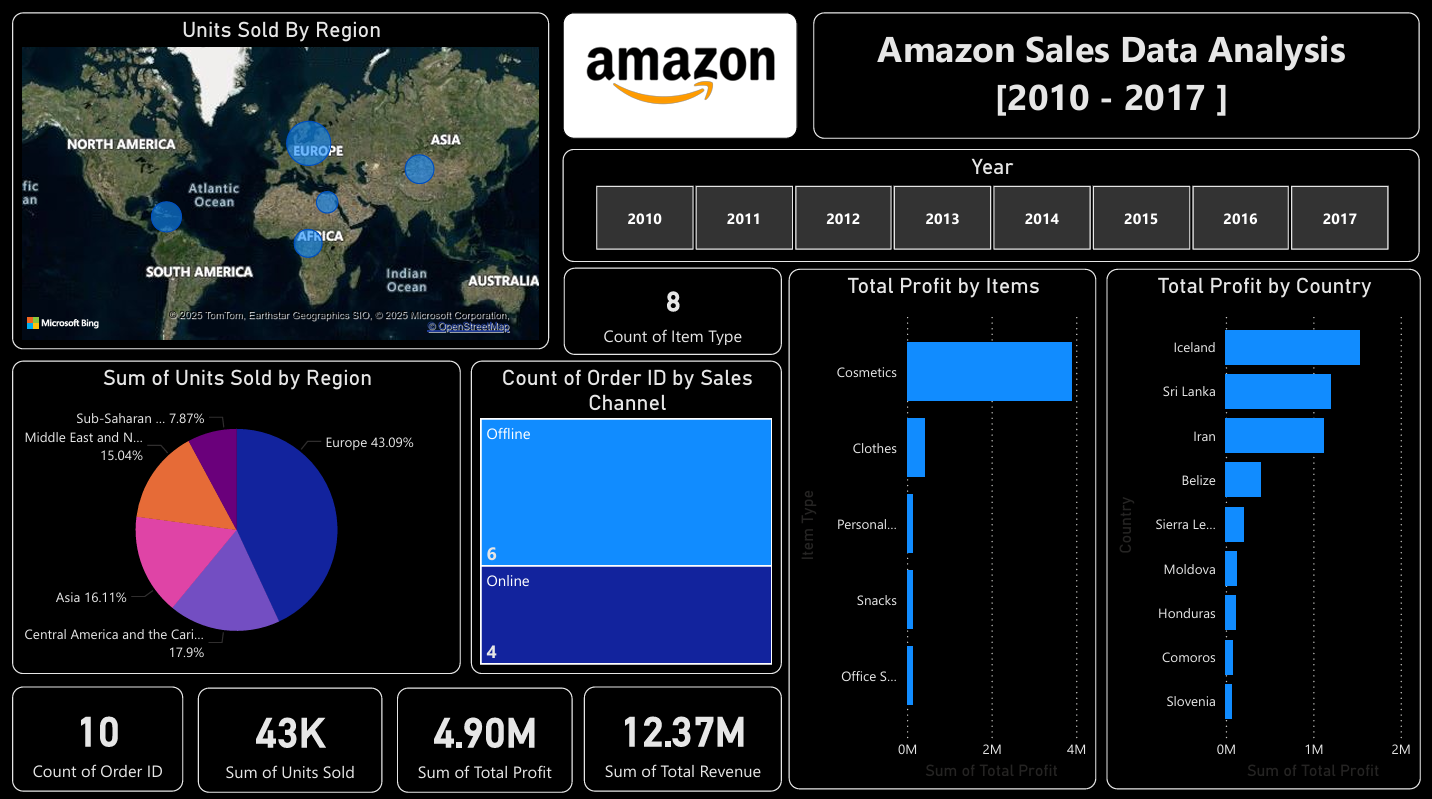 Units Sold By Region
NORTH AMERICA
EUROPE
ASIA
fic
an
Atlantic
Ocean
AFRICA
SOUTH AMERICA
Indian
Ocean
AUSTRALIA
Microsoft Bing
© 2025 TomTom, Earthstar Geographics SIO, © 2025 Microsoft Corporation,
© OpenStreetMap
amazon
Amazon Sales Data Analysis
[2010 - 2017 ]
Year
2010 2011 2012 2013 2014 2015 2016 2017
8
Count of Item Type
Sum of Units Sold by Region
Sub-Saharan ... 7.87%
Middle East and N...
15.04%
Europe 43.09%
Asia 16.11%
Central America and the Cari...
17.9%
Count of Order ID by Sales
Channel
Offline
6
Online
4
Total Profit by Items
Item Type
Cosmetics
Clothes
Personal...
Snacks
Office S...
0M 2M 4M
Sum of Total Profit
Total Profit by Country
Country
Iceland
Sri Lanka
Iran
Belize
Sierra Le...
Moldova
Honduras
Comoros
Slovenia
0M 1M 2M
Sum of Total Profit
10
Count of Order ID
43K
Sum of Units Sold
4.90M
Sum of Total Profit
12.37M
Sum of Total Revenue